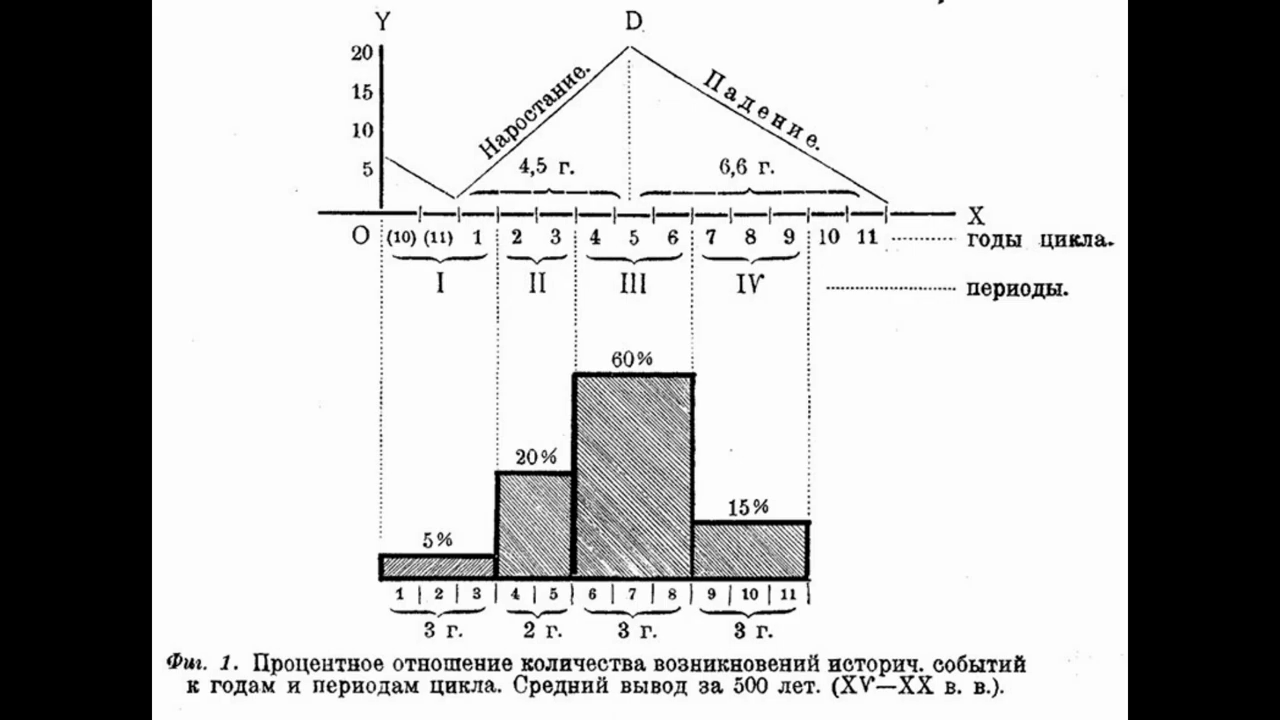 Y D
20
15
10
5
Наростание.
Падение.
4,5 г. 6,6 г.
X
O (10) (11) 1 2 3 4 5 6 7 8 9 10 11 годы цикла.
I II III IV периоды.
60%
20%
15%
5%
1 2 3 4 5 6 7 8 9 10 11
3 г. 2 г. 3 г. 3 г.
Фиг. 1. Процентное отношение количества возникновений историч. событий
к годам и периодам цикла. Средний вывод за 500 лет. (XV—XX в. в.).